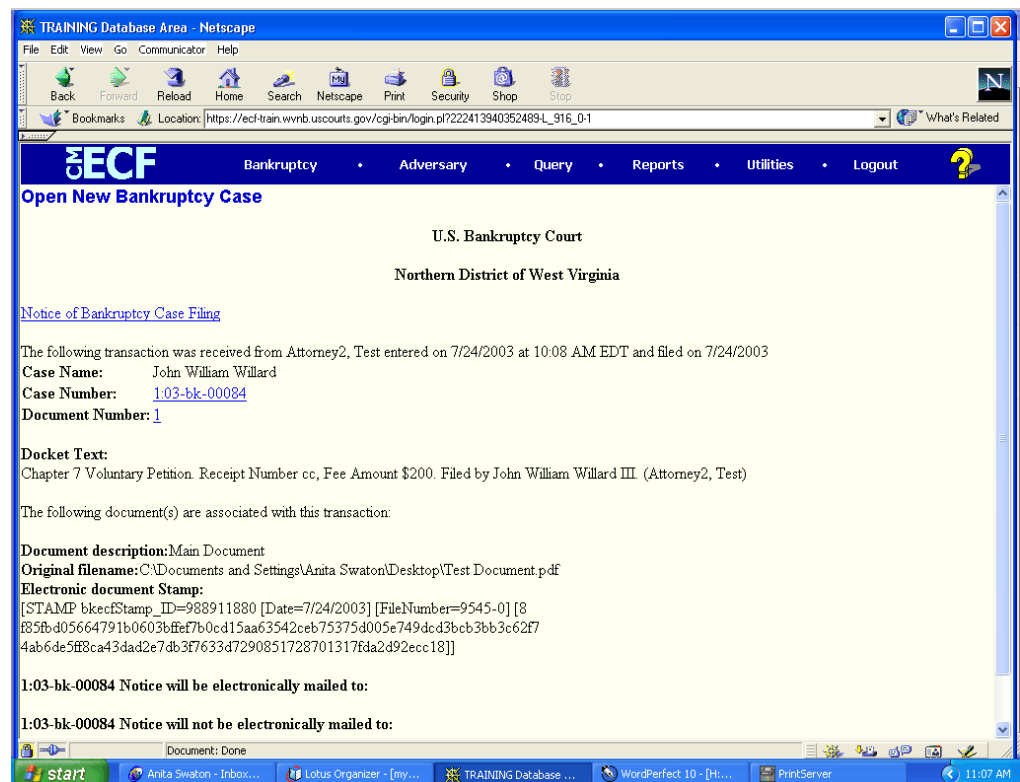 TRAINING Database Area - Netscape
File Edit View Go Communicator Help
Back Forward Reload Home Search Netscape Print Security Shop Stop
My
N
Bookmarks Location: https://ecf-train.wvnb.uscourts.gov/cgi-bin/login.pl?222413940352489-L_916_0-1 What's Related
CM ECF Bankruptcy • Adversary • Query • Reports • Utilities • Logout ?
Open New Bankruptcy Case
U.S. Bankruptcy Court
Northern District of West Virginia
Notice of Bankruptcy Case Filing
The following transaction was received from Attorney2, Test entered on 7/24/2003 at 10:08 AM EDT and filed on 7/24/2003
Case Name: John William Willard
Case Number: 1:03-bk-00084
Document Number: 1
Docket Text:
Chapter 7 Voluntary Petition. Receipt Number cc, Fee Amount $200. Filed by John William Willard III. (Attorney2, Test)
The following document(s) are associated with this transaction:
Document description:Main Document
Original filename:C:\Documents and Settings\Anita Swaton\Desktop\Test Document.pdf
Electronic document Stamp:
[STAMP bkecfStamp_ID=988911880 [Date=7/24/2003] [FileNumber=9545-0] [8
f85fbd05664791b0603bffef7b0cd15aa63542ceb75375d005e749dcd3bcb3bb3c62f7
4ab6de5ff8ca43dad2e7db3f7633d7290851728701317fda2d92ecc18]]
1:03-bk-00084 Notice will be electronically mailed to:
1:03-bk-00084 Notice will not be electronically mailed to:
Document: Done
start Anita Swaton - Inbox... Lotus Organizer - [my... TRAINING Database ... WordPerfect 10 - [H:... PrintServer 11:07 AM